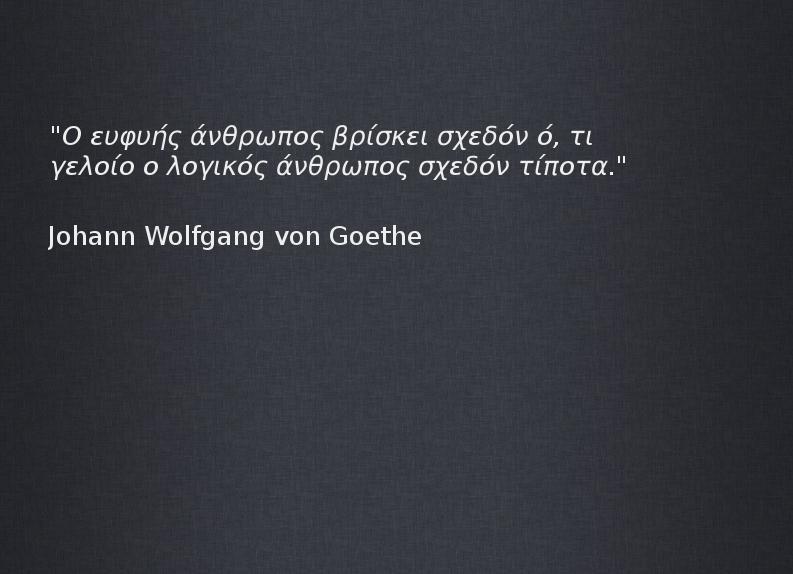 "Ο ευφυής άνθρωπος βρίσκει σχεδόν ό, τι
γελοίο ο λογικός άνθρωπος σχεδόν τίποτα."
Johann Wolfgang von Goethe